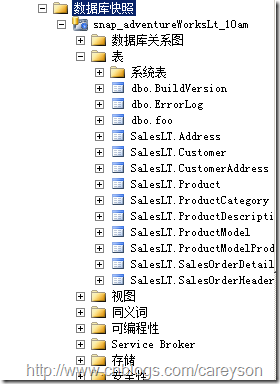 数据库快照
snap_adventureWorksLt_10am
数据库关系图
表
系统表
dbo.BuildVersion
dbo.ErrorLog
dbo.foo
SalesLT.Address
SalesLT.Customer
SalesLT.CustomerAddress
SalesLT.Product
SalesLT.ProductCategory
SalesLT.ProductDescripti
SalesLT.ProductModel
SalesLT.ProductModelProd
SalesLT.SalesOrderDetail
SalesLT.SalesOrderHeader
视图
同义词
可编程性
Service Broker
存储
http://www.cnblogs.com/careyson
安全性